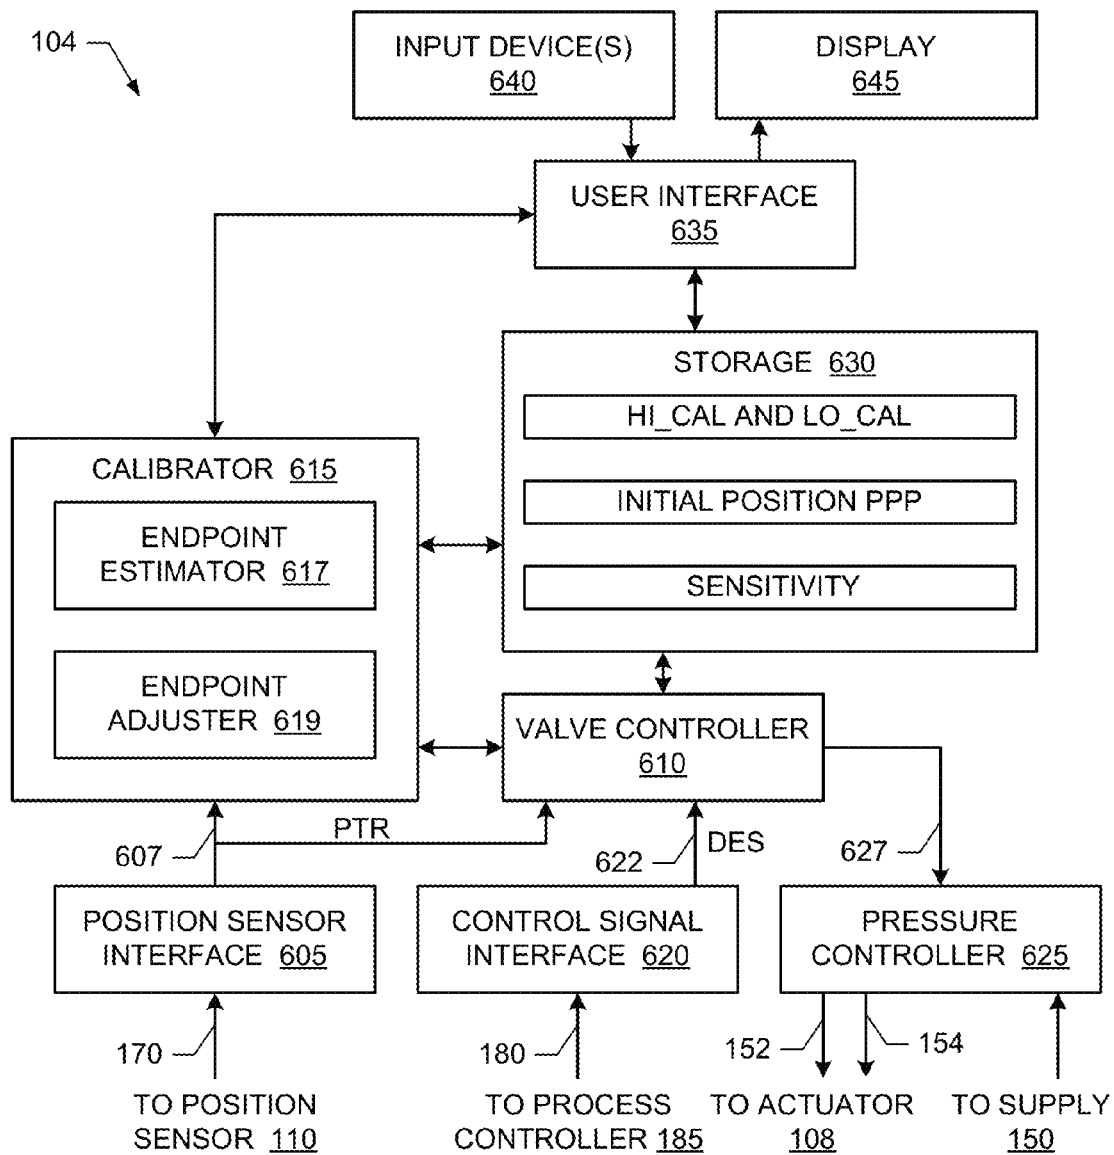 104
INPUT DEVICE(S)
640
DISPLAY
645
USER INTERFACE
635
STORAGE 630
HI_CAL AND LO_CAL
INITIAL POSITION PPP
SENSITIVITY
CALIBRATOR 615
ENDPOINT
ESTIMATOR 617
ENDPOINT
ADJUSTER 619
VALVE CONTROLLER
610
607
PTR
622
DES
627
POSITION SENSOR
INTERFACE 605
CONTROL SIGNAL
INTERFACE 620
PRESSURE
CONTROLLER 625
170
180
152
154
TO POSITION
SENSOR 110
TO PROCESS
CONTROLLER 185
TO ACTUATOR
108
TO SUPPLY
150